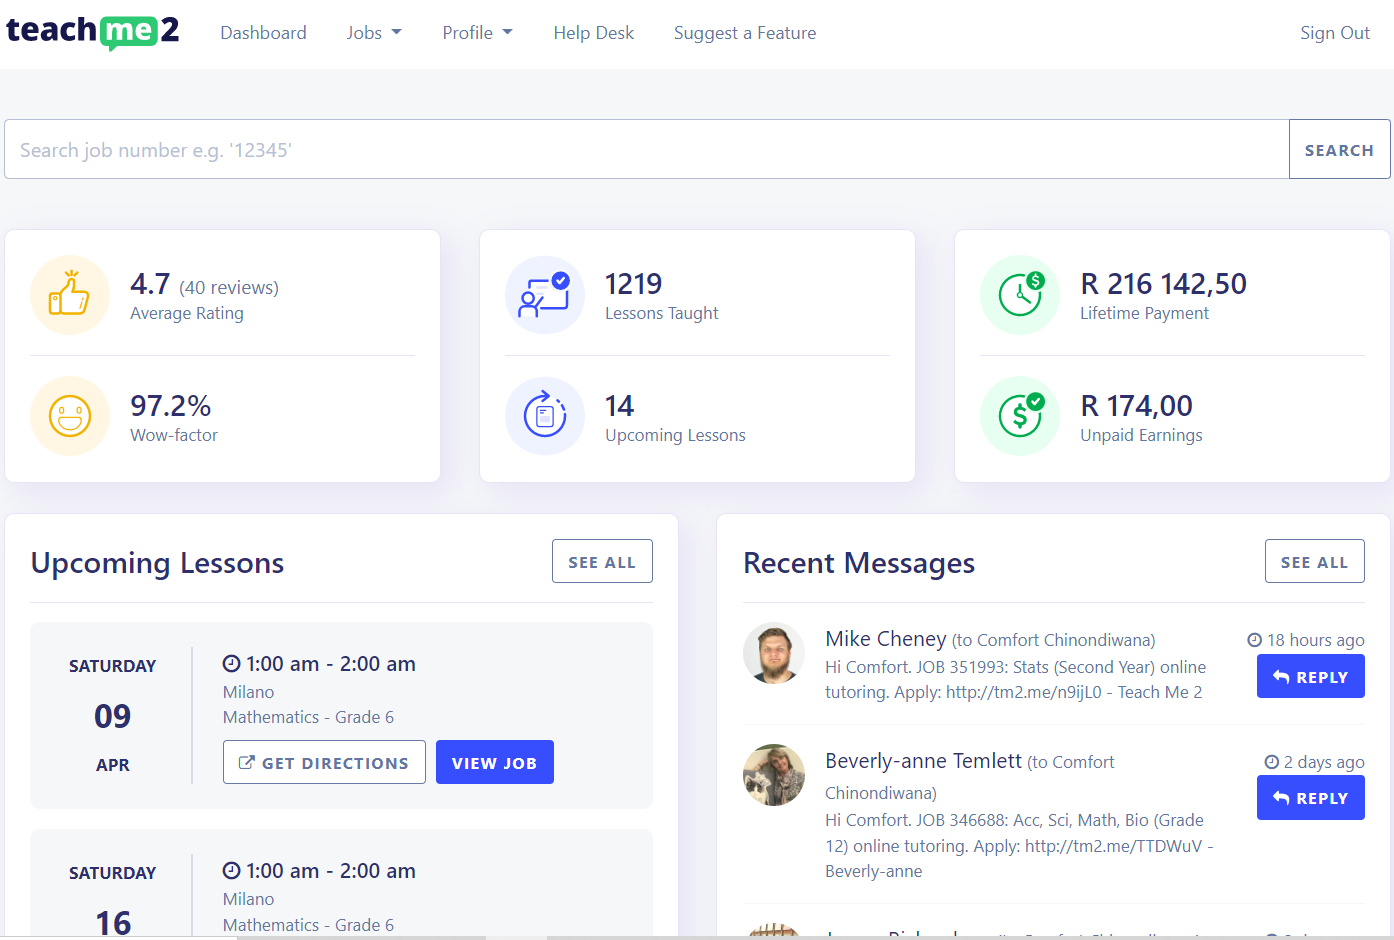 teach me 2
Dashboard
Jobs
Profile
Help Desk
Suggest a Feature
Sign Out
Search job number e.g. '12345'
SEARCH
4.7 (40 reviews)
Average Rating
97.2%
Wow-factor
1219
Lessons Taught
14
Upcoming Lessons
R 216 142,50
Lifetime Payment
R 174,00
Unpaid Earnings
Upcoming Lessons
SEE ALL
SATURDAY
09
APR
1:00 am - 2:00 am
Milano
Mathematics - Grade 6
GET DIRECTIONS
VIEW JOB
SATURDAY
16
1:00 am - 2:00 am
Milano
Mathematics - Grade 6
Recent Messages
SEE ALL
Mike Cheney (to Comfort Chinondiwana)
18 hours ago
Hi Comfort. JOB 351993: Stats (Second Year) online
tutoring. Apply: http://tm2.me/n9ijL0 - Teach Me 2
REPLY
Beverly-anne Temlett (to Comfort
Chinondiwana)
2 days ago
Hi Comfort. JOB 346688: Acc, Sci, Math, Bio (Grade
12) online tutoring. Apply: http://tm2.me/TTDWuV -
Beverly-anne
REPLY